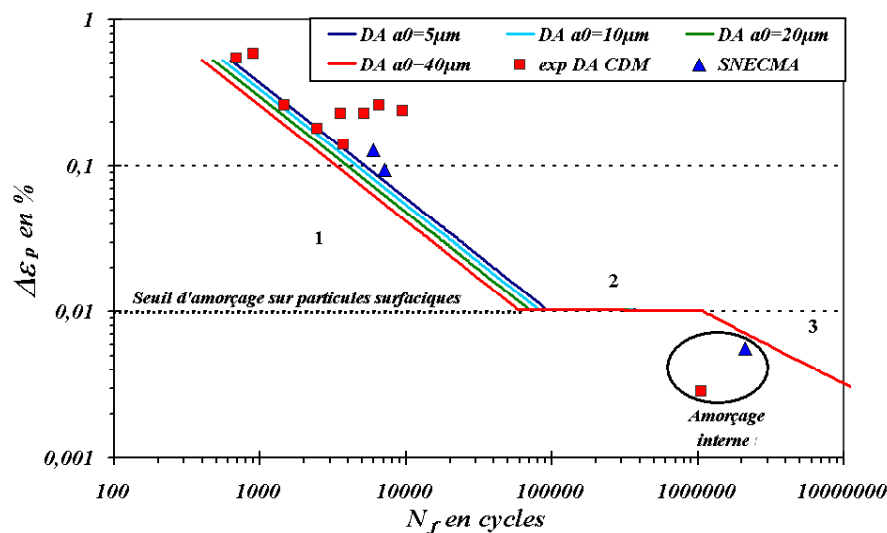 1
DA a0=5µm
DA a0=10µm
DA a0=20µm
DA a0-40µm
exp DA CDM
SNECMA
0,1
Δεp en %
1
2
Seuil d'amorçage sur particules surfaciques
0,01
3
Amorçage
interne :
0,001
100 1000 10000 100000 1000000 10000000
Nf en cycles